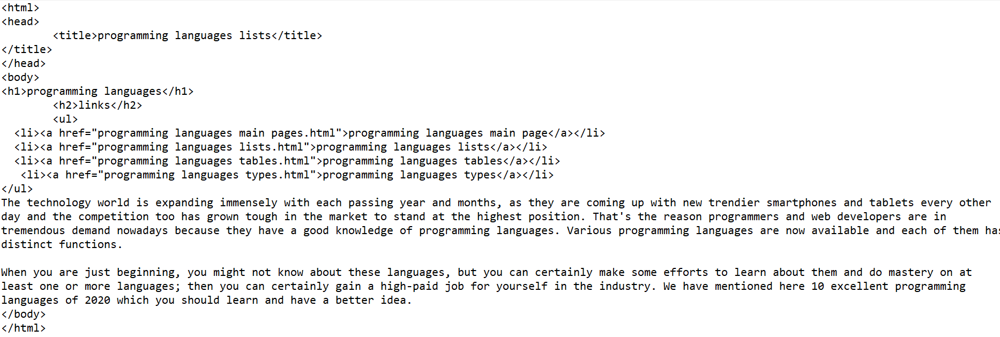 <html>
<head>
        <title>programming languages lists</title>
</title>
</head>
<body>
<h1>programming languages</h1>
        <h2>links</h2>
        <ul>
  <li><a href="programming languages main pages.html">programming languages main page</a></li>
  <li><a href="programming languages lists.html">programming languages lists</a></li>
  <li><a href="programming languages tables.html">programming languages tables</a></li>
   <li><a href="programming languages types.html">programming languages types</a></li>
</ul>
The technology world is expanding immensely with each passing year and months, as they are coming up with new trendier smartphones and tablets every other
day and the competition too has grown tough in the market to stand at the highest position. That's the reason programmers and web developers are in
tremendous demand nowadays because they have a good knowledge of programming languages. Various programming languages are now available and each of them has
distinct functions.

When you are just beginning, you might not know about these languages, but you can certainly make some efforts to learn about them and do mastery on at
least one or more languages; then you can certainly gain a high-paid job for yourself in the industry. We have mentioned here 10 excellent programming
languages of 2020 which you should learn and have a better idea.
</body>
</html>